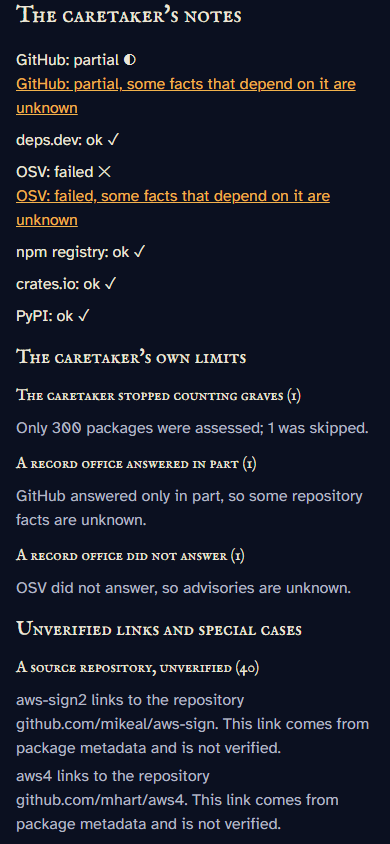 The caretaker's notes
GitHub: partial ◐
GitHub: partial, some facts that depend on it are
unknown
deps.dev: ok ✓
OSV: failed ✕
OSV: failed, some facts that depend on it are
unknown
npm registry: ok ✓
crates.io: ok ✓
PyPI: ok ✓
The caretaker's own limits
The caretaker stopped counting graves (1)
Only 300 packages were assessed; 1 was skipped.
A record office answered in part (1)
GitHub answered only in part, so some repository
facts are unknown.
A record office did not answer (1)
OSV did not answer, so advisories are unknown.
Unverified links and special cases
A source repository, unverified (40)
aws-sign2 links to the repository
github.com/mikeal/aws-sign. This link comes from
package metadata and is not verified.
aws4 links to the repository
github.com/mhart/aws4. This link comes from
package metadata and is not verified.